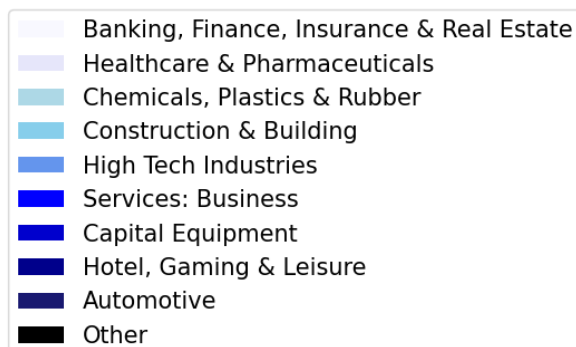 Banking, Finance, Insurance & Real Estate
Healthcare & Pharmaceuticals
Chemicals, Plastics & Rubber
Construction & Building
High Tech Industries
Services: Business
Capital Equipment
Hotel, Gaming & Leisure
Automotive
Other